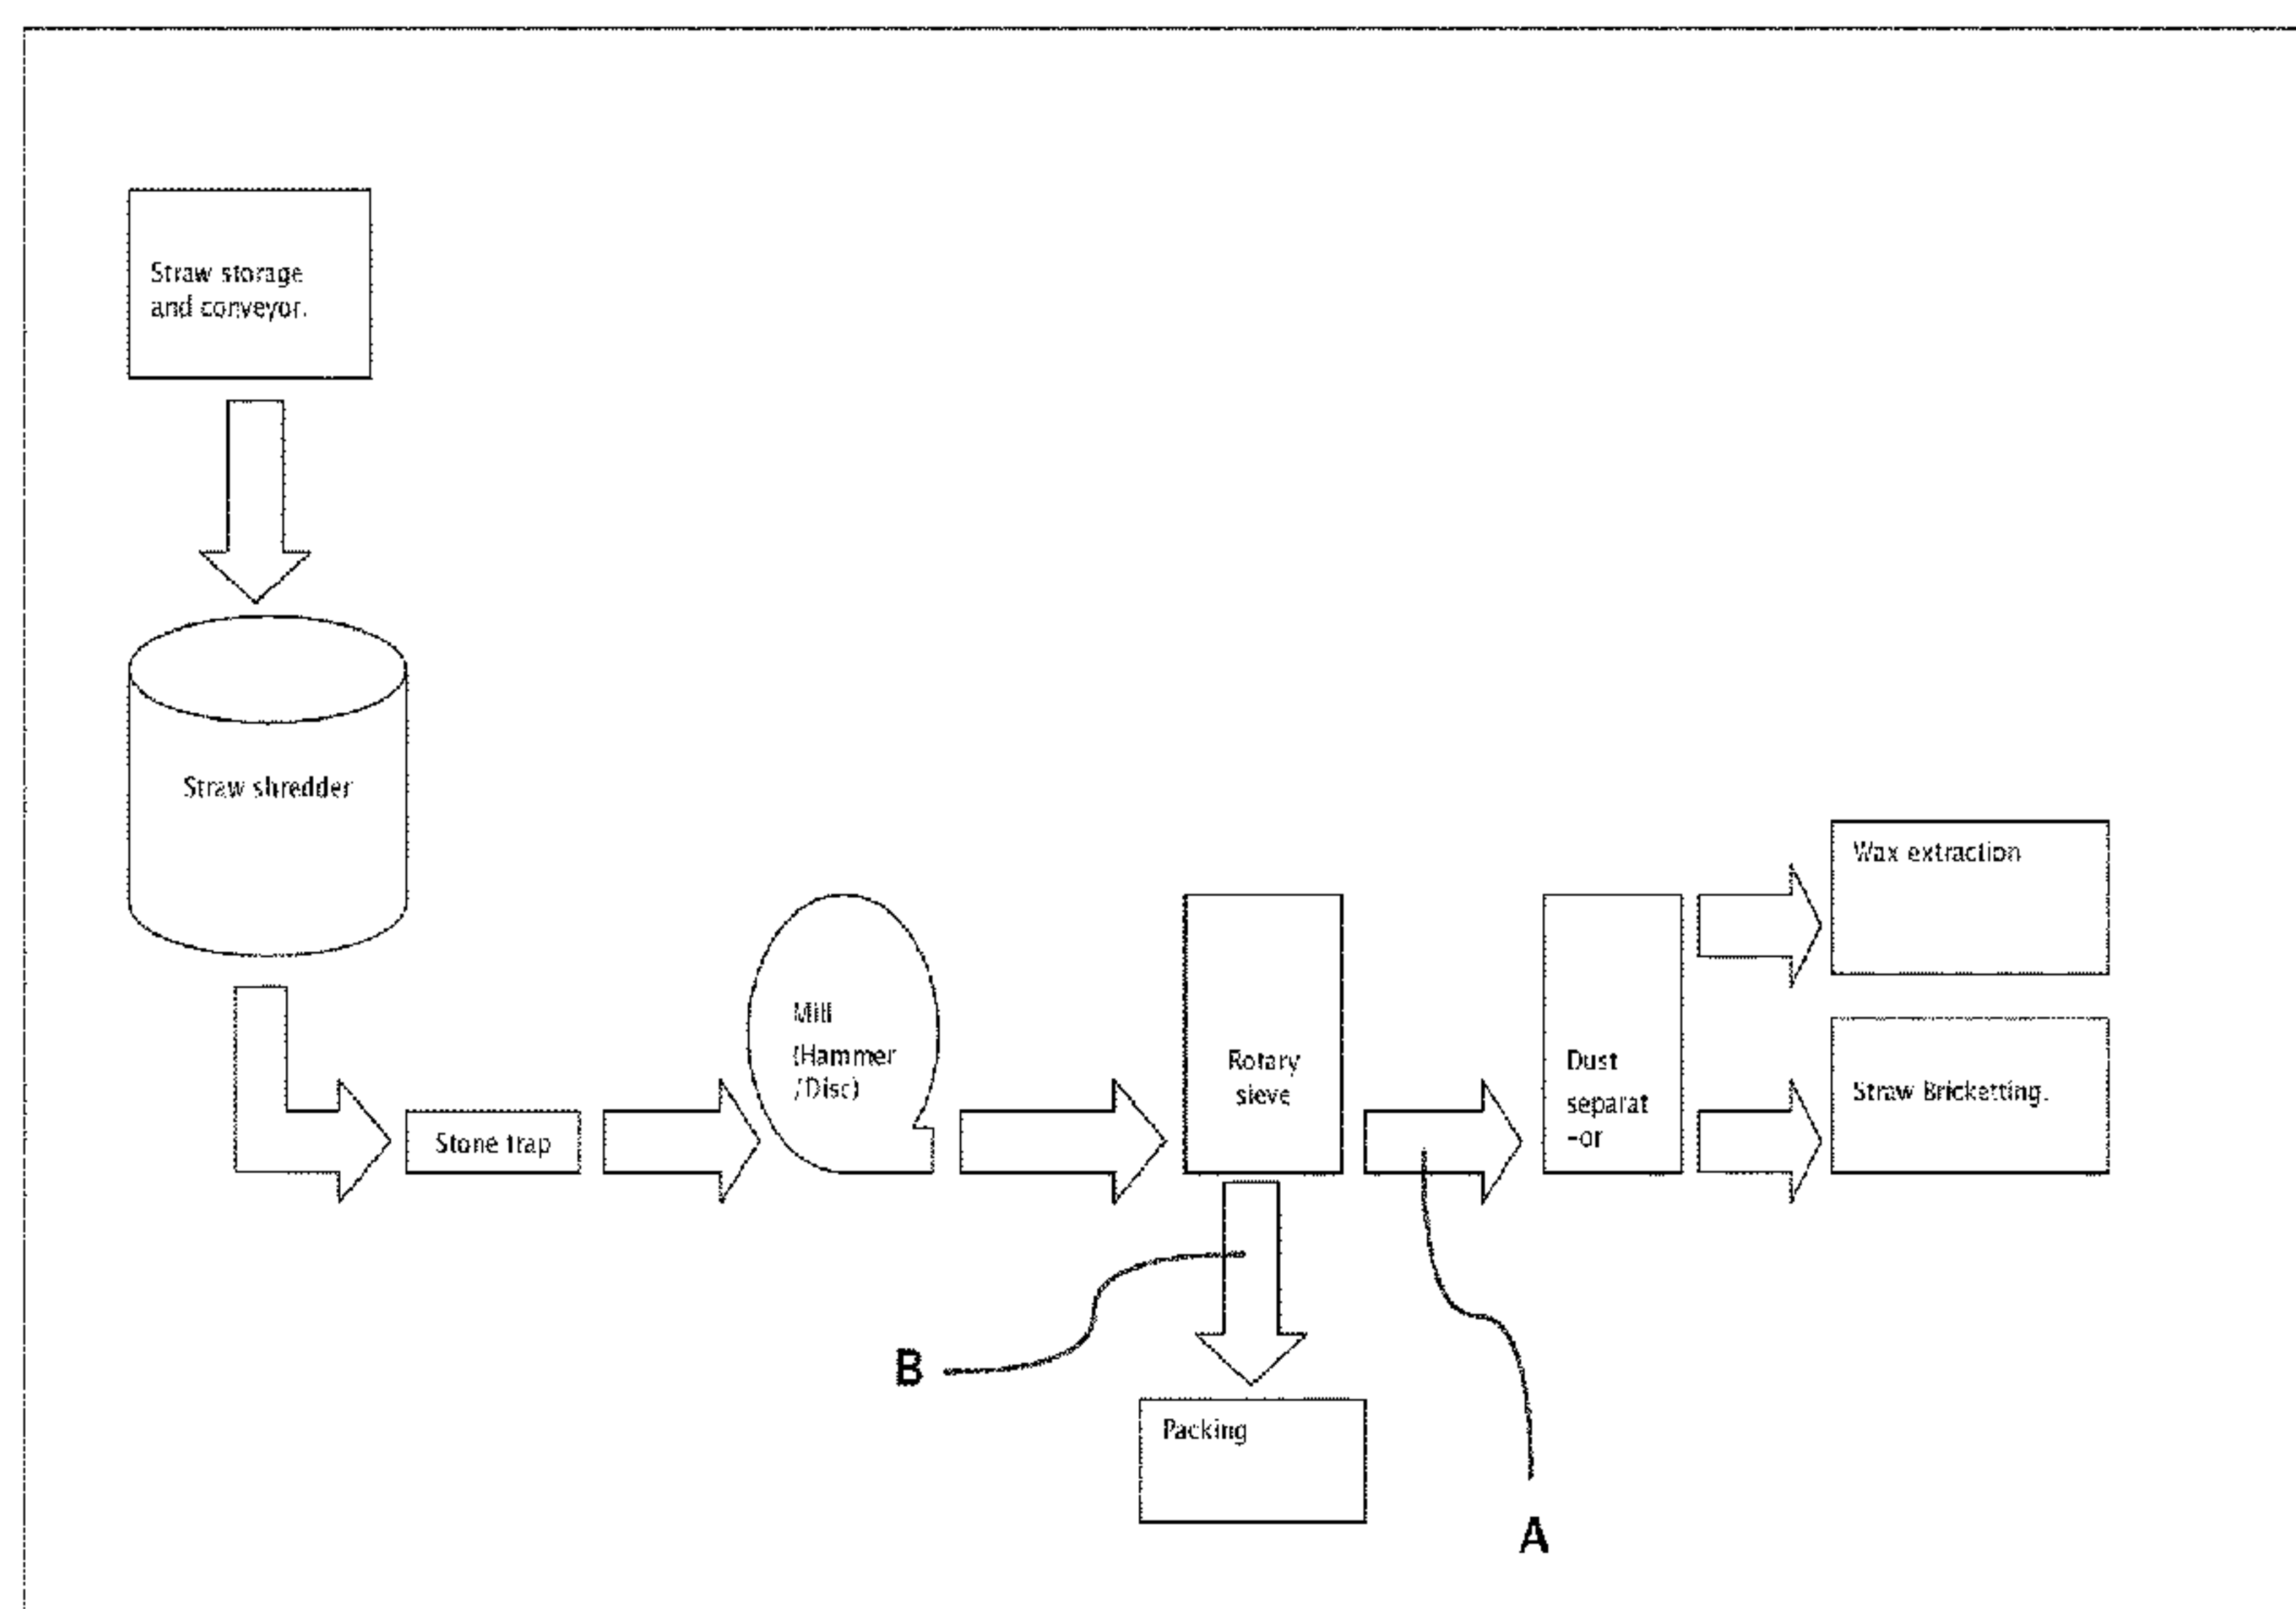 Straw storage
and conveyor.
Straw shredder
Stone trap
Mill
(Hammer
/Disc)
Rotary
sieve
Dust
separat
-or
Wax extraction
Straw Bricketting.
B
Packing
A